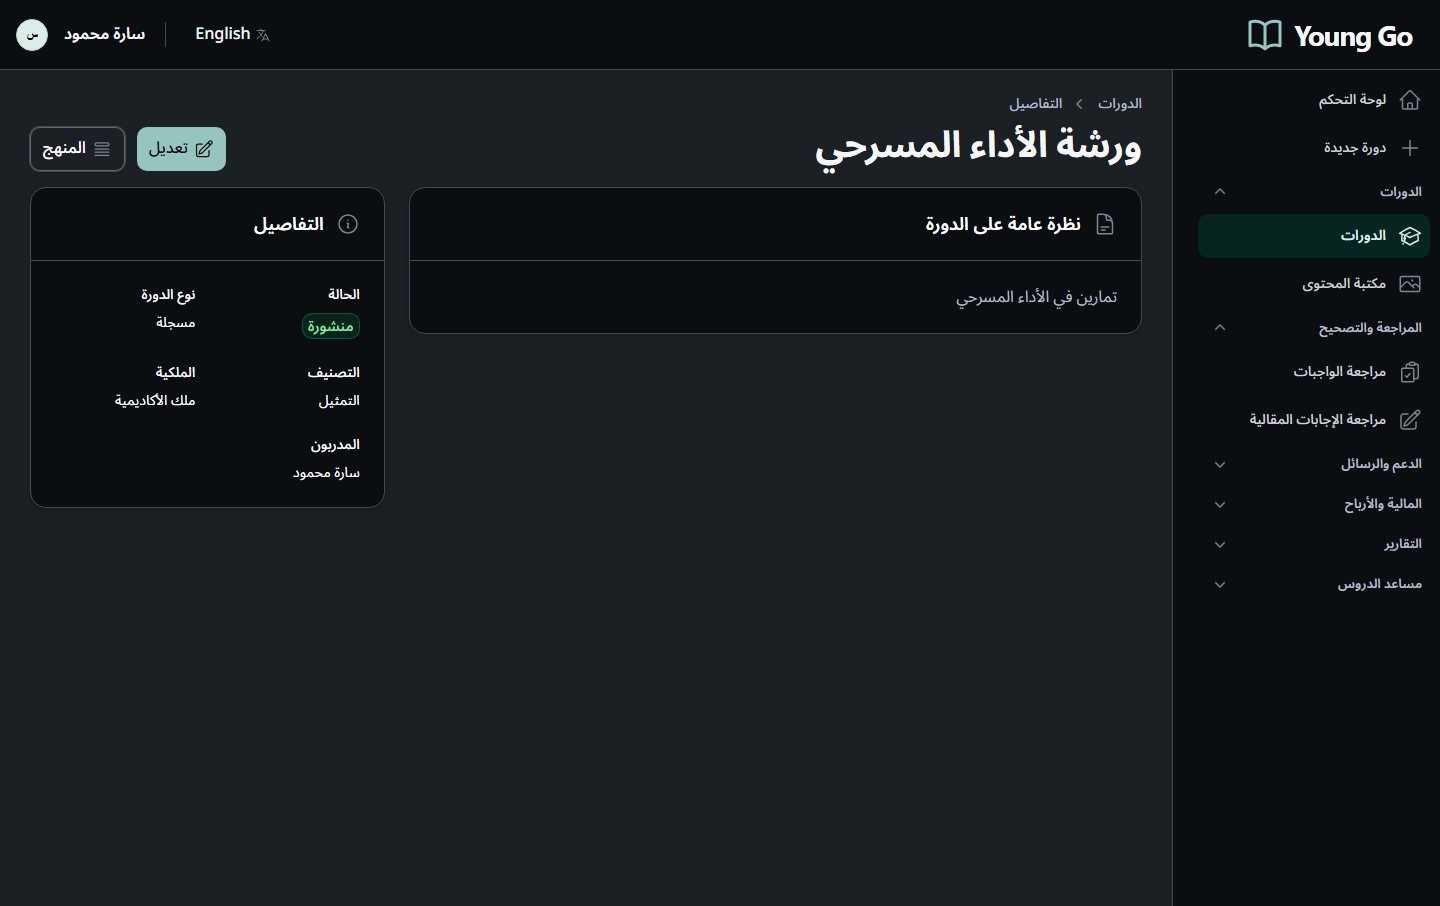 Young Go
English
سارة محمود
س
لوحة التحكم
دورة جديدة
الدورات
الدورات
مكتبة المحتوى
المراجعة والتصحيح
مراجعة الواجبات
مراجعة الإجابات المقالية
الدعم والرسائل
المالية والأرباح
التقارير
مساعد الدروس
الدورات
التفاصيل
ورشة الأداء المسرحي
تعديل
المنهج
نظرة عامة على الدورة
تمارين في الأداء المسرحي
التفاصيل
الحالة
منشورة
نوع الدورة
مسجلة
التصنيف
التمثيل
الملكية
ملك الأكاديمية
المدربون
سارة محمود